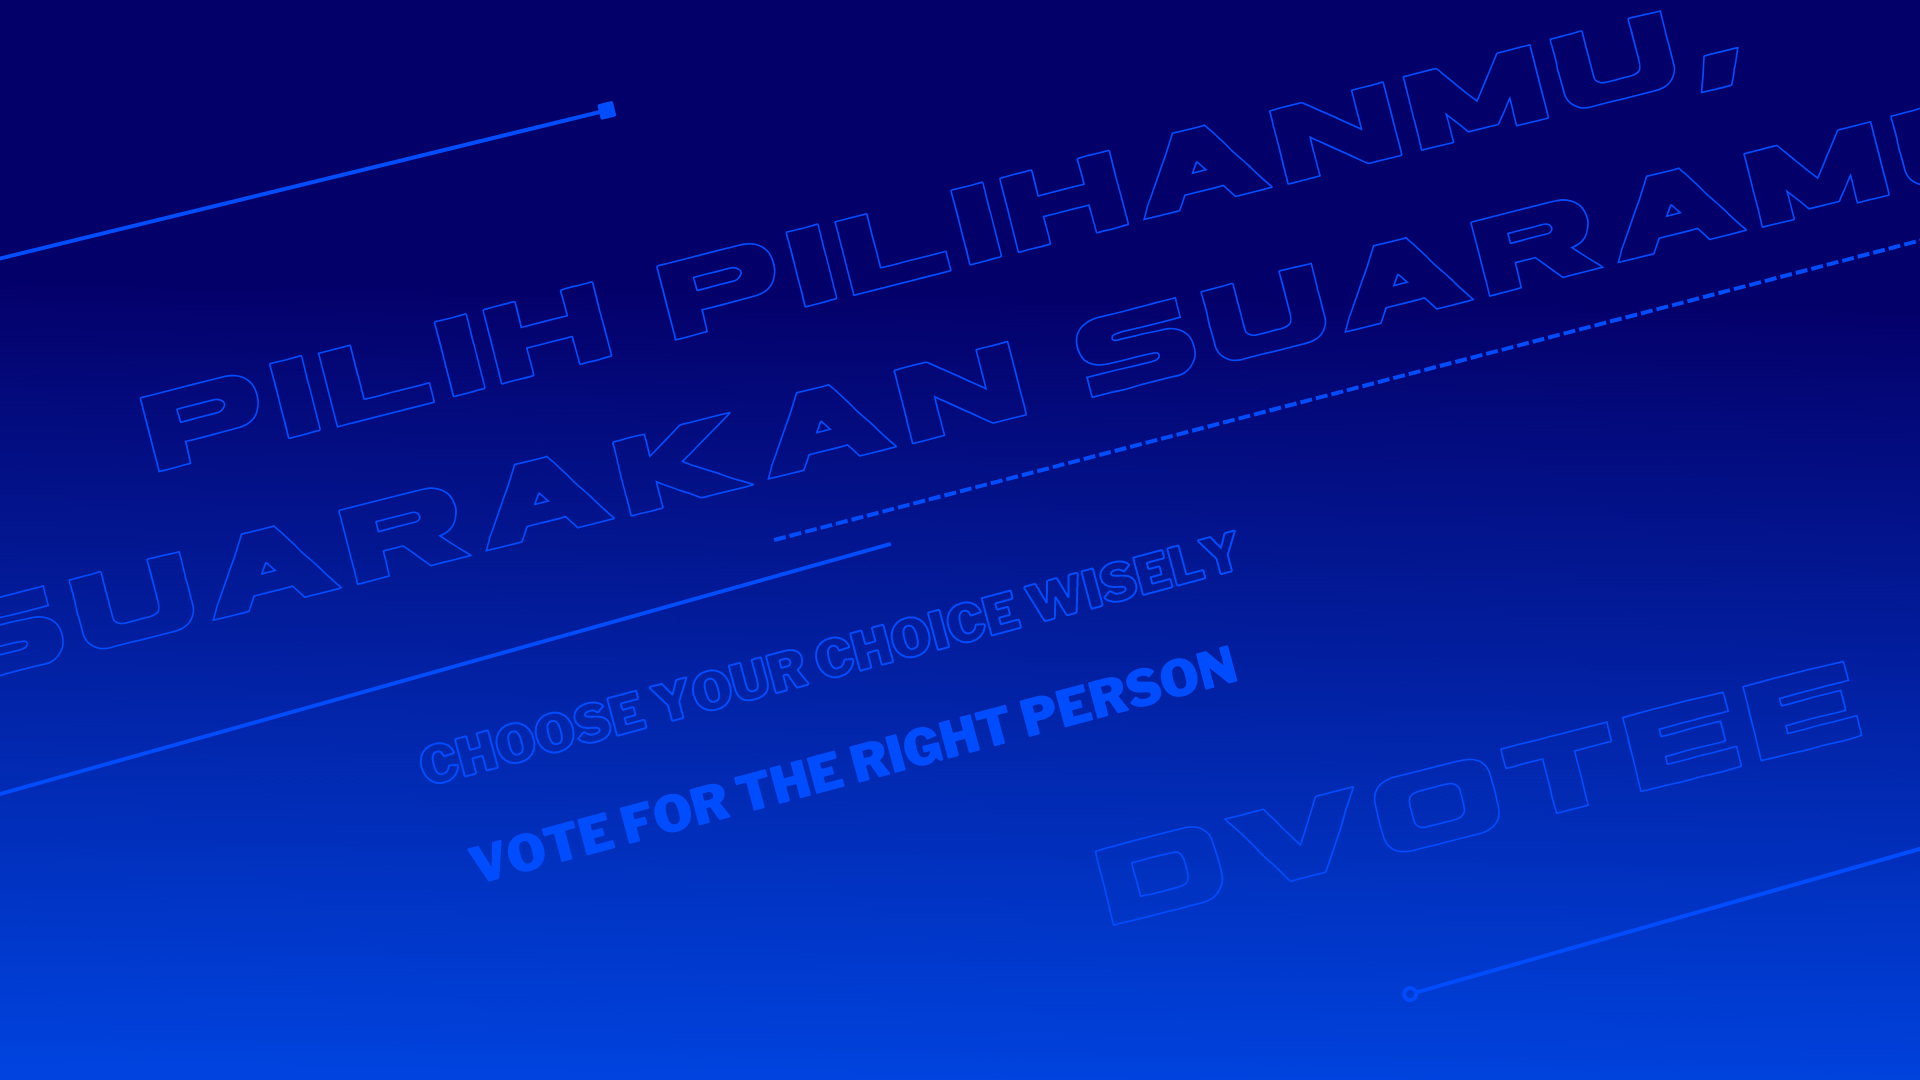 PILIH PILIHANMU,
SUARAKAN SUARAMU
CHOOSE YOUR CHOICE WISELY
VOTE FOR THE RIGHT PERSON
DVOTEE